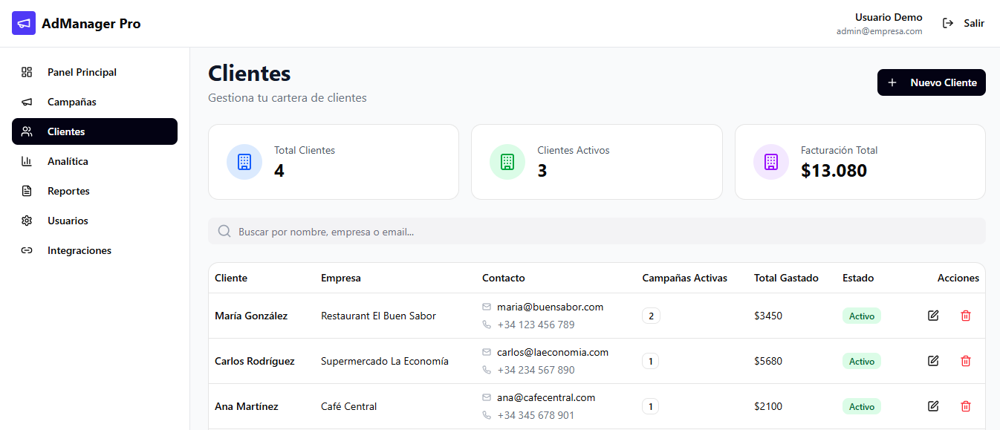 AdManager Pro
Usuario Demo
admin@empresa.com
Salir
Panel Principal
Campañas
Clientes
Analítica
Reportes
Usuarios
Integraciones
Clientes
Gestiona tu cartera de clientes
Nuevo Cliente
Total Clientes
4
Clientes Activos
3
Facturación Total
$13.080
Buscar por nombre, empresa o email...
Cliente Empresa Contacto Campañas Activas Total Gastado Estado Acciones
María González Restaurant El Buen Sabor maria@buensabor.com 2 $3450 Activo
+34 123 456 789
Carlos Rodríguez Supermercado La Economía carlos@laeconomia.com 1 $5680 Activo
+34 234 567 890
Ana Martínez Café Central ana@cafecentral.com 1 $2100 Activo
+34 345 678 901